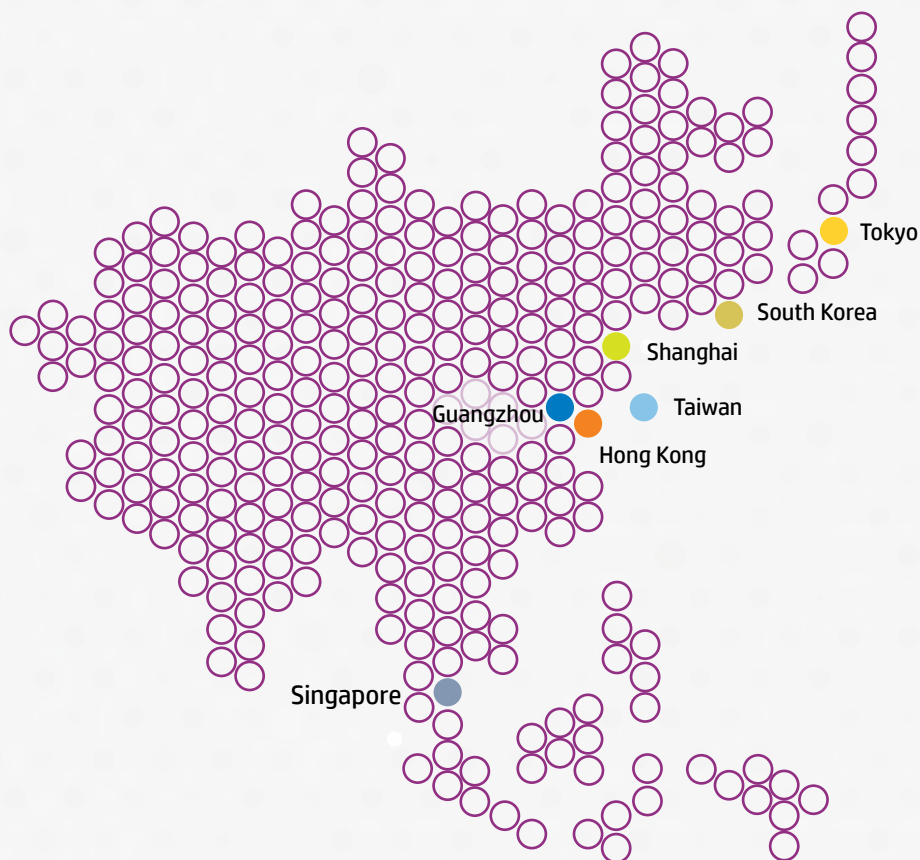 Tokyo
South Korea
Shanghai
Guangzhou
Taiwan
Hong Kong
Singapore